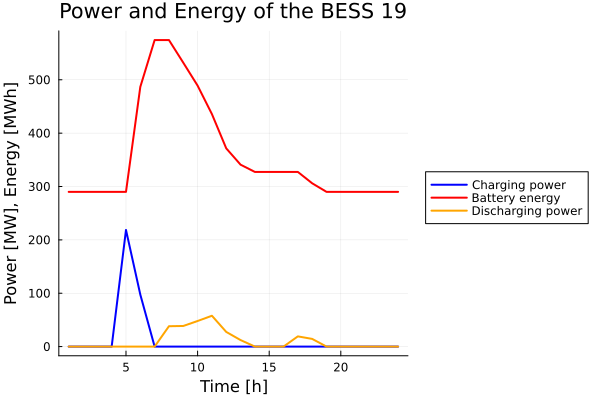 Power and Energy of the BESS 19
Power [MW], Energy [MWh]
500
400
300
200
100
0
5
10
15
20
Time [h]
Charging power
Battery energy
Discharging power